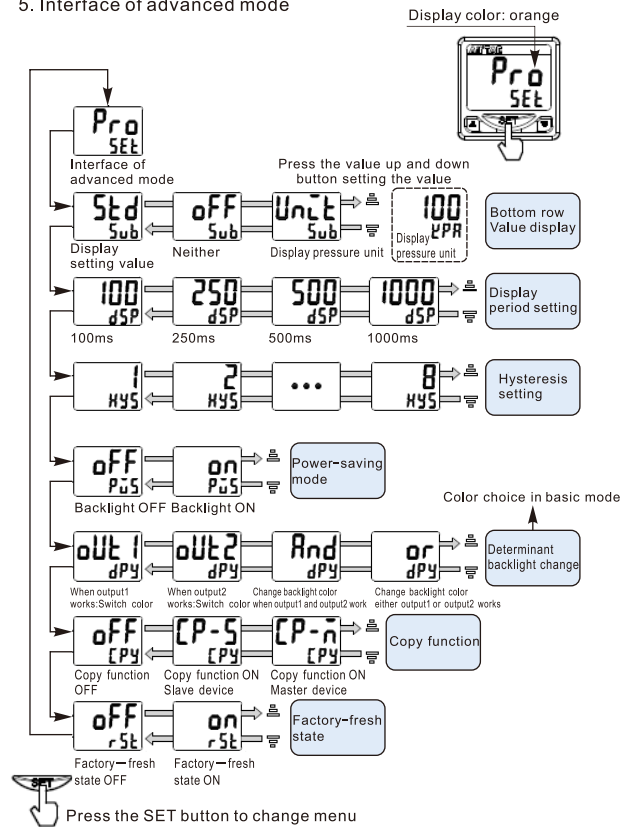 5. Interface of advanced mode
Display color: orange
Pro
SEt
SET
Pro
SEt
Interface of
advanced mode
Press the value up and down
button setting the value
Std
Sub
oFF
Sub
Unit
Sub
100
KPA
Display
pressure unit
Display
setting value
Neither
Display pressure unit
Bottom row
Value display
100
dSP
250
dSP
500
dSP
1000
dSP
100ms
250ms
500ms
1000ms
Display
period setting
1
HYS
2
HYS
...
8
HYS
Hysteresis
setting
oFF
PwS
on
PwS
Backlight OFF
Backlight ON
Power-saving
mode
Color choice in basic mode
oUt 1
dPY
oUt2
dPY
And
dPY
or
dPY
When output1
works:Switch color
When output2
works:Switch color
Change backlight color
when output1 and output2 work
Change backlight color
either output1 or output2 works
Determinant
backlight change
oFF
CPY
CP-S
CPY
CP-m
CPY
Copy function
OFF
Copy function ON
Slave device
Copy function ON
Master device
Copy function
oFF
rSt
on
rSt
Factory-fresh
state OFF
Factory-fresh
state ON
Factory-fresh
state
SET
Press the SET button to change menu